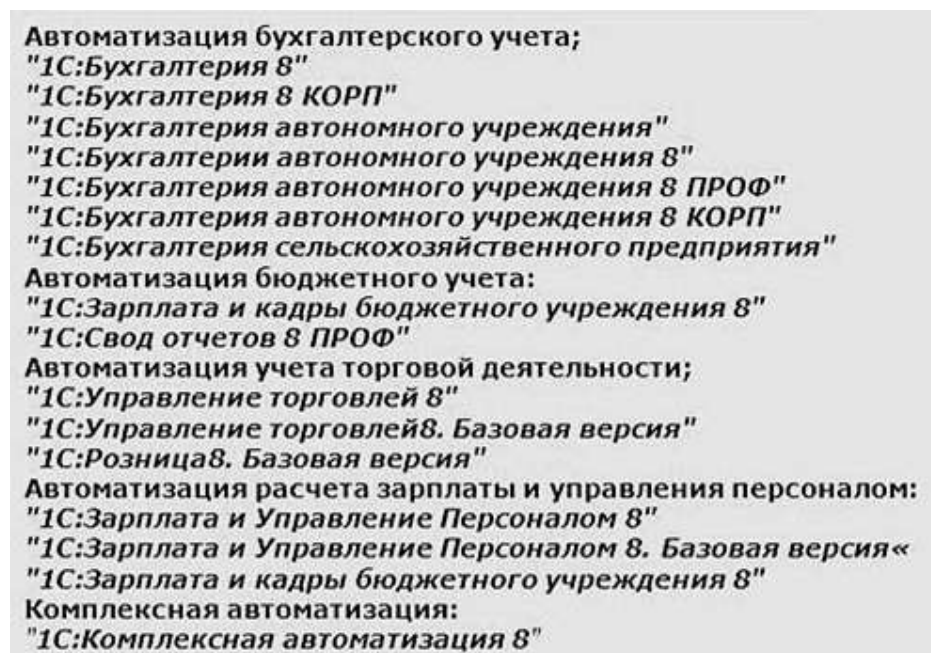 Автоматизация бухгалтерского учета;
"1С:Бухгалтерия 8"
"1С:Бухгалтерия 8 КОРП"
"1С:Бухгалтерия автономного учреждения"
"1С:Бухгалтерии автономного учреждения 8"
"1С:Бухгалтерия автономного учреждения 8 ПРОФ"
"1С:Бухгалтерия автономного учреждения 8 КОРП"
"1С:Бухгалтерия сельскохозяйственного предприятия"
Автоматизация бюджетного учета:
"1С:Зарплата и кадры бюджетного учреждения 8"
"1С:Свод отчетов 8 ПРОФ"
Автоматизация учета торговой деятельности;
"1С:Управление торговлей 8"
"1С:Управление торговлей8. Базовая версия"
"1С:Розница8. Базовая версия"
Автоматизация расчета зарплаты и управления персоналом:
"1С:Зарплата и Управление Персоналом 8"
"1С:Зарплата и Управление Персоналом 8. Базовая версия«
"1С:Зарплата и кадры бюджетного учреждения 8"
Комплексная автоматизация:
"1С:Комплексная автоматизация 8"